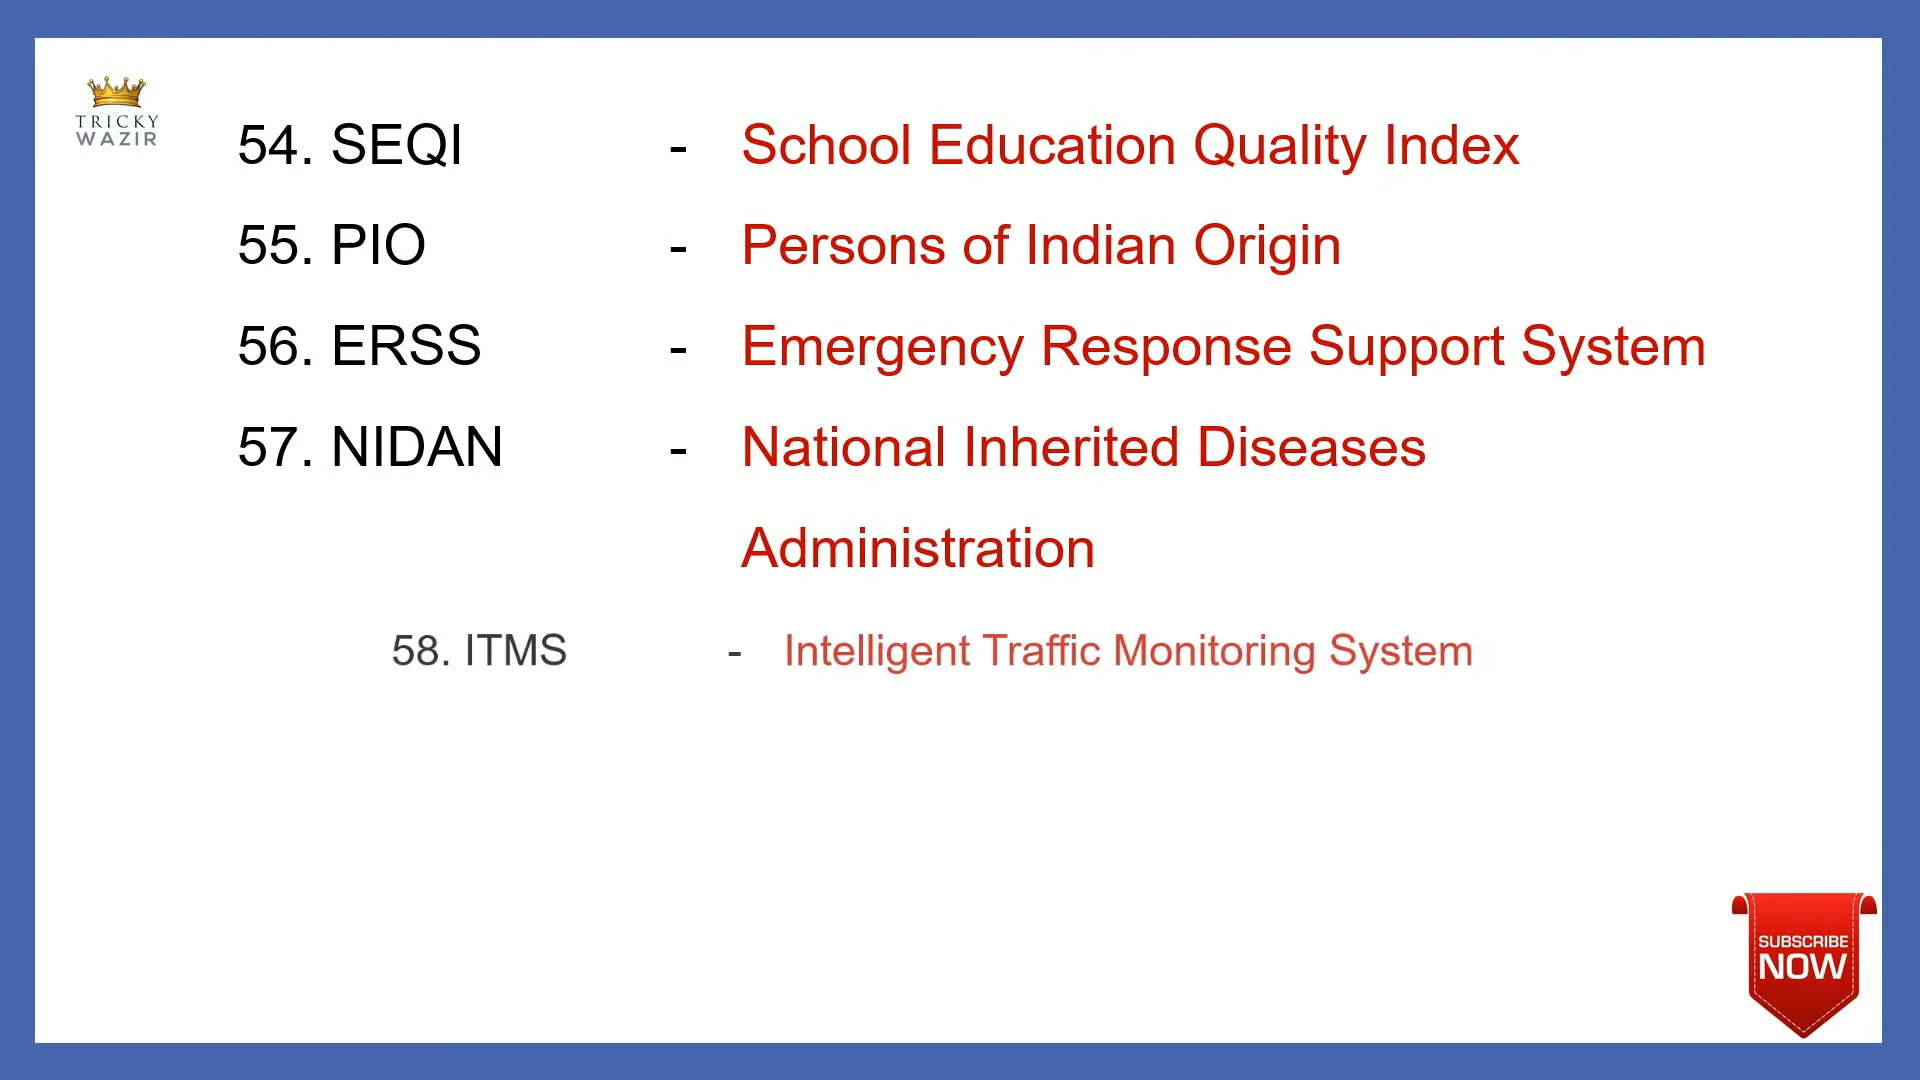 TRICKY
WAZIR
54. SEQI - School Education Quality Index
55. PIO - Persons of Indian Origin
56. ERSS - Emergency Response Support System
57. NIDAN - National Inherited Diseases
Administration
58. ITMS - Intelligent Traffic Monitoring System
SUBSCRIBE
NOW